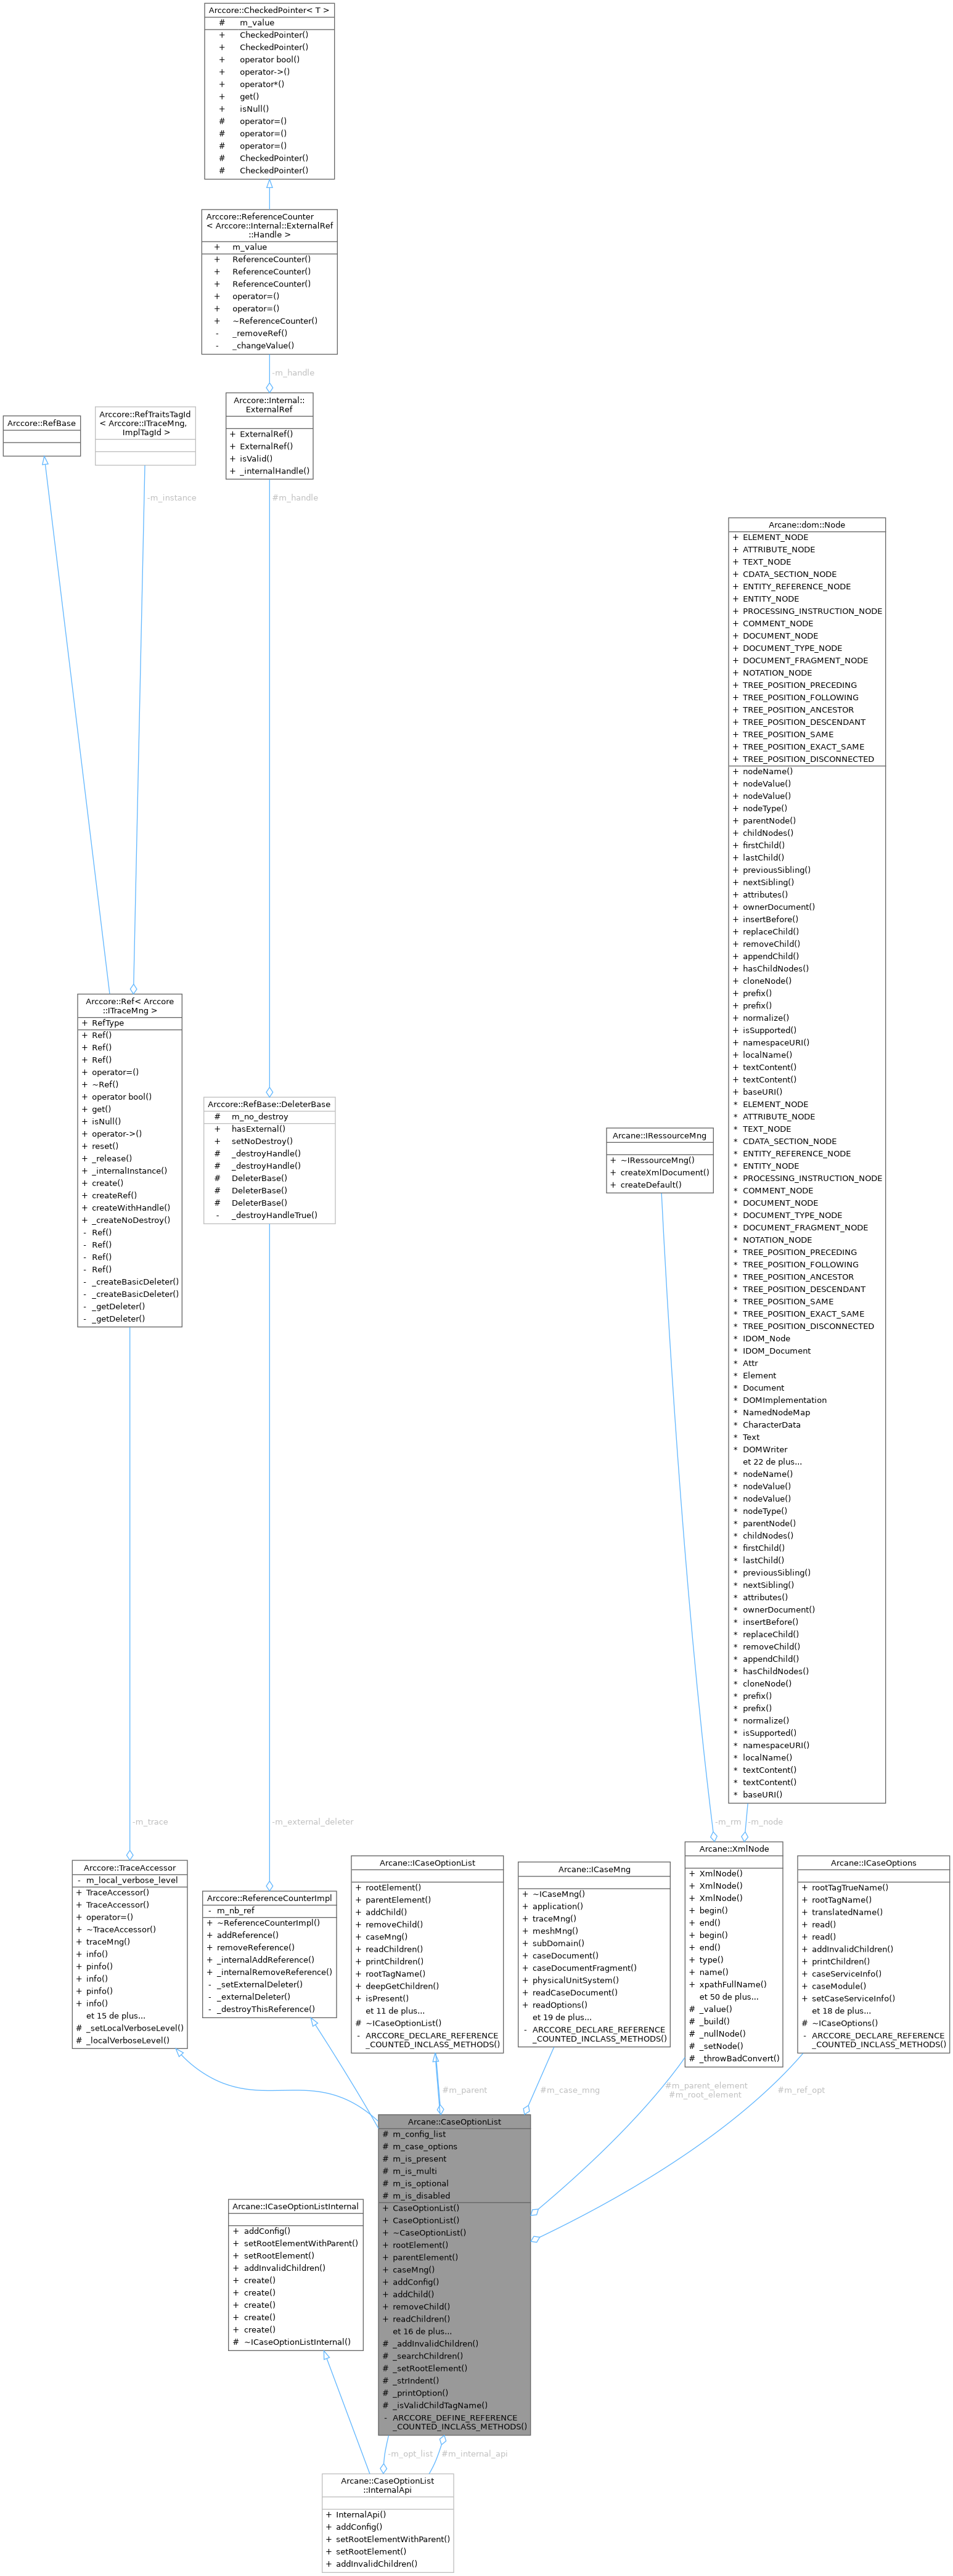 Arccore::CheckedPointer< T >
# m_value
+ CheckedPointer()
+ CheckedPointer()
+ operator bool()
+ operator->()
+ operator*()
+ get()
+ isNull()
# operator=()
# operator=()
# operator=()
# CheckedPointer()
# CheckedPointer()
Arccore::ReferenceCounter
< Arccore::Internal::ExternalRef
::Handle >
+ m_value
+ ReferenceCounter()
+ ReferenceCounter()
+ ReferenceCounter()
+ operator=()
+ operator=()
+ ~ReferenceCounter()
- _removeRef()
- _changeValue()
-m_handle
Arccore::Internal::
ExternalRef
+ ExternalRef()
+ ExternalRef()
+ isValid()
+ _internalHandle()
#m_handle
Arccore::RefBase
Arccore::RefTraitsTagId
< Arccore::ITraceMng,
ImplTagId >
-m_instance
Arcane::dom::Node
+ ELEMENT_NODE
+ ATTRIBUTE_NODE
+ TEXT_NODE
+ CDATA_SECTION_NODE
+ ENTITY_REFERENCE_NODE
+ ENTITY_NODE
+ PROCESSING_INSTRUCTION_NODE
+ COMMENT_NODE
+ DOCUMENT_NODE
+ DOCUMENT_TYPE_NODE
+ DOCUMENT_FRAGMENT_NODE
+ NOTATION_NODE
+ TREE_POSITION_PRECEDING
+ TREE_POSITION_FOLLOWING
+ TREE_POSITION_ANCESTOR
+ TREE_POSITION_DESCENDANT
+ TREE_POSITION_SAME
+ TREE_POSITION_EXACT_SAME
+ TREE_POSITION_DISCONNECTED
+ nodeName()
+ nodeValue()
+ nodeValue()
+ nodeType()
+ parentNode()
+ childNodes()
+ firstChild()
+ lastChild()
+ previousSibling()
+ nextSibling()
+ attributes()
+ ownerDocument()
+ insertBefore()
+ replaceChild()
+ removeChild()
+ appendChild()
+ hasChildNodes()
+ cloneNode()
+ prefix()
+ prefix()
+ normalize()
+ isSupported()
+ namespaceURI()
+ localName()
+ textContent()
+ textContent()
+ baseURI()
* ELEMENT_NODE
* ATTRIBUTE_NODE
* TEXT_NODE
* CDATA_SECTION_NODE
* ENTITY_REFERENCE_NODE
* ENTITY_NODE
* PROCESSING_INSTRUCTION_NODE
* COMMENT_NODE
* DOCUMENT_NODE
* DOCUMENT_TYPE_NODE
* DOCUMENT_FRAGMENT_NODE
* NOTATION_NODE
* TREE_POSITION_PRECEDING
* TREE_POSITION_FOLLOWING
* TREE_POSITION_ANCESTOR
* TREE_POSITION_DESCENDANT
* TREE_POSITION_SAME
* TREE_POSITION_EXACT_SAME
* TREE_POSITION_DISCONNECTED
* IDOM_Node
* IDOM_Document
* Attr
* Element
* Document
* DOMImplementation
* NamedNodeMap
* CharacterData
* Text
* DOMWriter
et 22 de plus...
* nodeName()
* nodeValue()
* nodeValue()
* nodeType()
* parentNode()
* childNodes()
* firstChild()
* lastChild()
* previousSibling()
* nextSibling()
* attributes()
* ownerDocument()
* insertBefore()
* replaceChild()
* removeChild()
* appendChild()
* hasChildNodes()
* cloneNode()
* prefix()
* prefix()
* normalize()
* isSupported()
* namespaceURI()
* localName()
* textContent()
* textContent()
* baseURI()
Arccore::Ref< Arccore
::ITraceMng >
+ RefType
+ Ref()
+ Ref()
+ Ref()
+ operator=()
+ ~Ref()
+ operator bool()
+ get()
+ isNull()
+ operator->()
+ reset()
+ _release()
+ _internalInstance()
+ create()
+ createRef()
+ createWithHandle()
+ _createNoDestroy()
- Ref()
- Ref()
- Ref()
- Ref()
- _createBasicDeleter()
- _createBasicDeleter()
- _getDeleter()
- _getDeleter()
Arccore::RefBase::DeleterBase
# m_no_destroy
+ hasExternal()
+ setNoDestroy()
# _destroyHandle()
# _destroyHandle()
# DeleterBase()
# DeleterBase()
# DeleterBase()
- _destroyHandleTrue()
Arcane::IRessourceMng
+ ~IRessourceMng()
+ createXmlDocument()
+ createDefault()
-m_trace
-m_external_deleter
-m_rm
-m_node
Arccore::TraceAccessor
- m_local_verbose_level
+ TraceAccessor()
+ TraceAccessor()
+ operator=()
+ ~TraceAccessor()
+ traceMng()
+ info()
+ pinfo()
+ info()
+ pinfo()
+ info()
et 15 de plus...
# _setLocalVerboseLevel()
# _localVerboseLevel()
Arccore::ReferenceCounterImpl
- m_nb_ref
+ ~ReferenceCounterImpl()
+ addReference()
+ removeReference()
+ _internalAddReference()
+ _internalRemoveReference()
- _setExternalDeleter()
- _externalDeleter()
- _destroyThisReference()
Arcane::ICaseOptionList
+ rootElement()
+ parentElement()
+ addChild()
+ removeChild()
+ caseMng()
+ readChildren()
+ printChildren()
+ rootTagName()
+ deepGetChildren()
+ isPresent()
et 11 de plus...
# ~ICaseOptionList()
- ARCCORE_DECLARE_REFERENCE
_COUNTED_INCLASS_METHODS()
Arcane::ICaseMng
+ ~ICaseMng()
+ application()
+ traceMng()
+ meshMng()
+ subDomain()
+ caseDocument()
+ caseDocumentFragment()
+ physicalUnitSystem()
+ readCaseDocument()
+ readOptions()
et 19 de plus...
- ARCCORE_DECLARE_REFERENCE
_COUNTED_INCLASS_METHODS()
Arcane::XmlNode
+ XmlNode()
+ XmlNode()
+ XmlNode()
+ begin()
+ end()
+ begin()
+ end()
+ type()
+ name()
+ xpathFullName()
et 50 de plus...
# _value()
# _build()
# _nullNode()
# _setNode()
# _throwBadConvert()
Arcane::ICaseOptions
+ rootTagTrueName()
+ rootTagName()
+ translatedName()
+ read()
+ read()
+ addInvalidChildren()
+ printChildren()
+ caseServiceInfo()
+ caseModule()
+ setCaseServiceInfo()
et 18 de plus...
# ~ICaseOptions()
- ARCCORE_DECLARE_REFERENCE
_COUNTED_INCLASS_METHODS()
#m_parent
#m_case_mng
#m_parent_element
#m_root_element
#m_ref_opt
Arcane::CaseOptionList
# m_config_list
# m_case_options
# m_is_present
# m_is_multi
# m_is_optional
# m_is_disabled
+ CaseOptionList()
+ CaseOptionList()
+ ~CaseOptionList()
+ rootElement()
+ parentElement()
+ caseMng()
+ addConfig()
+ addChild()
+ removeChild()
+ readChildren()
et 16 de plus...
# _addInvalidChildren()
# _searchChildren()
# _setRootElement()
# _strIndent()
# _printOption()
# _isValidChildTagName()
- ARCCORE_DEFINE_REFERENCE
_COUNTED_INCLASS_METHODS()
Arcane::ICaseOptionListInternal
+ addConfig()
+ setRootElementWithParent()
+ setRootElement()
+ addInvalidChildren()
+ create()
+ create()
+ create()
+ create()
+ create()
# ~ICaseOptionListInternal()
-m_opt_list
#m_internal_api
Arcane::CaseOptionList
::InternalApi
+ InternalApi()
+ addConfig()
+ setRootElementWithParent()
+ setRootElement()
+ addInvalidChildren()